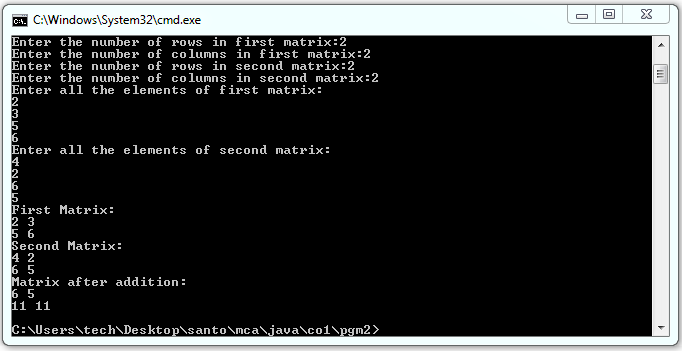 C:\Windows\System32\cmd.exe
Enter the number of rows in first matrix:2
Enter the number of columns in first matrix:2
Enter the number of rows in second matrix:2
Enter the number of columns in second matrix:2
Enter all the elements of first matrix:
2
3
5
6
Enter all the elements of second matrix:
4
2
6
5
First Matrix:
2 3
5 6
Second Matrix:
4 2
6 5
Matrix after addition:
6 5
11 11
C:\Users\tech\Desktop\santo\mca\java\co1\pgm2>